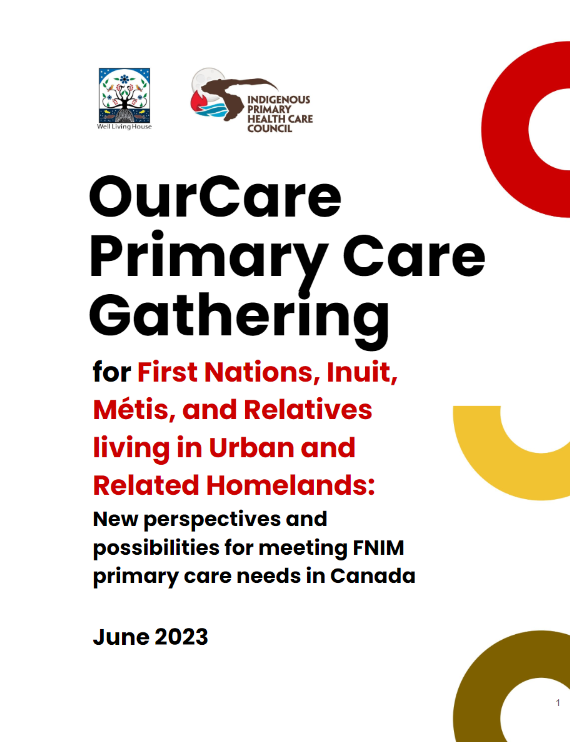 Well Living House
INDIGENOUS
PRIMARY
HEALTH CARE
COUNCIL
OurCare
Primary Care
Gathering
for First Nations, Inuit,
Métis, and Relatives
living in Urban and
Related Homelands:
New perspectives and
possibilities for meeting FNIM
primary care needs in Canada
June 2023
1